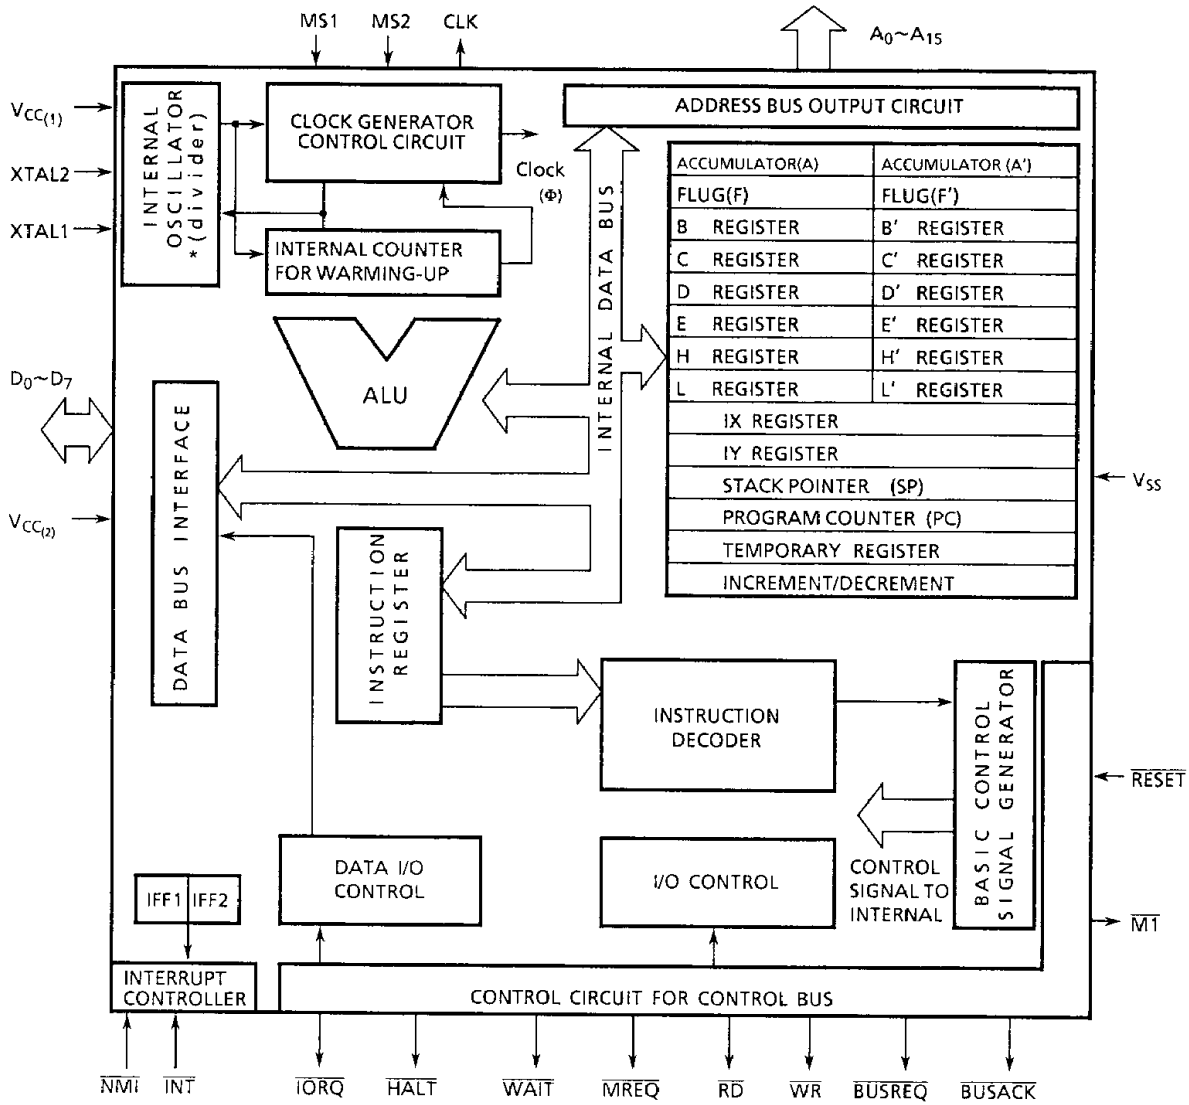 MS1 MS2 CLK
A0~A15
VCC(1)
XTAL2
XTAL1
INTERNAL
OSCILLATOR
*(divider)
CLOCK GENERATOR
CONTROL CIRCUIT
Clock
(Φ)
INTERNAL COUNTER
FOR WARMING-UP
ADDRESS BUS OUTPUT CIRCUIT
INTERNAL DATA BUS
ACCUMULATOR(A) ACCUMULATOR (A')
FLUG(F) FLUG(F')
B REGISTER B' REGISTER
C REGISTER C' REGISTER
D REGISTER D' REGISTER
E REGISTER E' REGISTER
H REGISTER H' REGISTER
L REGISTER L' REGISTER
IX REGISTER
IY REGISTER
STACK POINTER (SP)
PROGRAM COUNTER (PC)
TEMPORARY REGISTER
INCREMENT/DECREMENT
ALU
D0~D7
VCC(2)
DATA BUS INTERFACE
INSTRUCTION
REGISTER
VSS
INSTRUCTION
DECODER
BASIC CONTROL
SIGNAL GENERATOR
RESET
CONTROL
SIGNAL TO
INTERNAL
DATA I/O
CONTROL
I/O CONTROL
M1
IFF1 IFF2
INTERRUPT
CONTROLLER
CONTROL CIRCUIT FOR CONTROL BUS
NMI INT IORQ HALT WAIT MREQ RD WR BUSREQ BUSACK